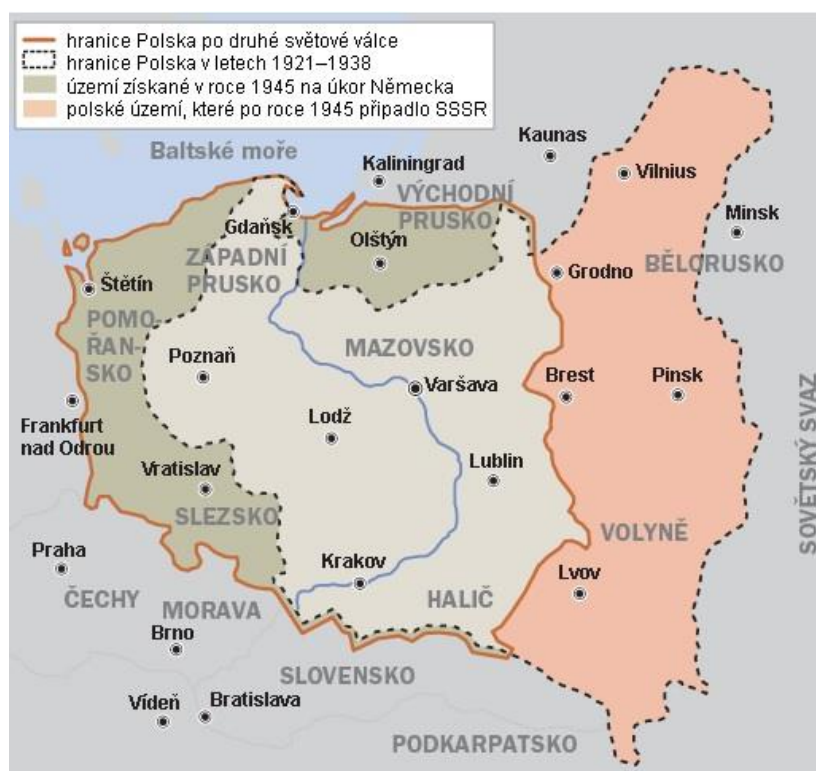 hranice Polska po druhé světové válce
hranice Polska v letech 1921–1938
území získané v roce 1945 na úkor Německa
polské území, které po roce 1945 připadlo SSSR
Baltské moře
Kaunas
Kaliningrad
Vilnius
VÝCHODNÍ
PRUSKO
Gdaňsk
Minsk
Olštýn
ZÁPADNÍ
PRUSKO
BĚLORUSKO
Grodno
Štětín
POMO-
ŘAN-
SKO
MAZOVSKO
Poznaň
Varšava
Brest
Pinsk
Frankfurt
nad Odrou
Lodž
Lublin
Vratislav
SLEZSKO
SOVĚTSKÝ SVAZ
VOLYNĚ
Praha
Krakov
Lvov
ČECHY
HALIČ
MORAVA
Brno
SLOVENSKO
Vídeň
Bratislava
PODKARPATSKO